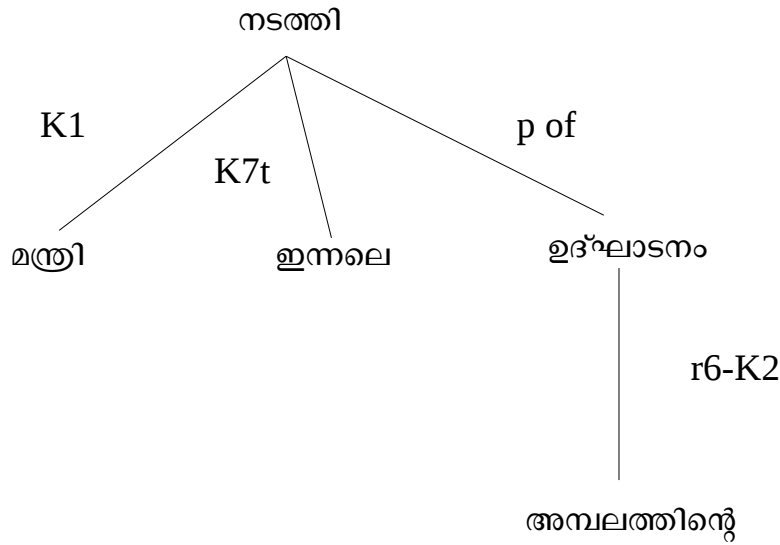 നടത്തി
K1
p of
K7t
മന്ത്രി
ഇന്നലെ
ഉദ്ഘാടനം
r6-K2
അമ്പലത്തിന്റെ